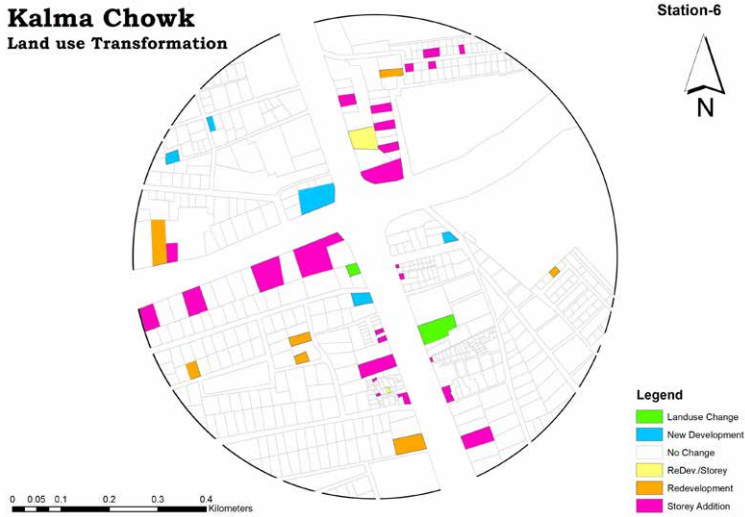 Kalma Chowk
Land use Transformation
Station-6
N
Legend
Landuse Change
New Development
No Change
ReDev./Storey
Redevelopment
Storey Addition
0 0.05 0.1 0.2 0.3 0.4
Kilometers